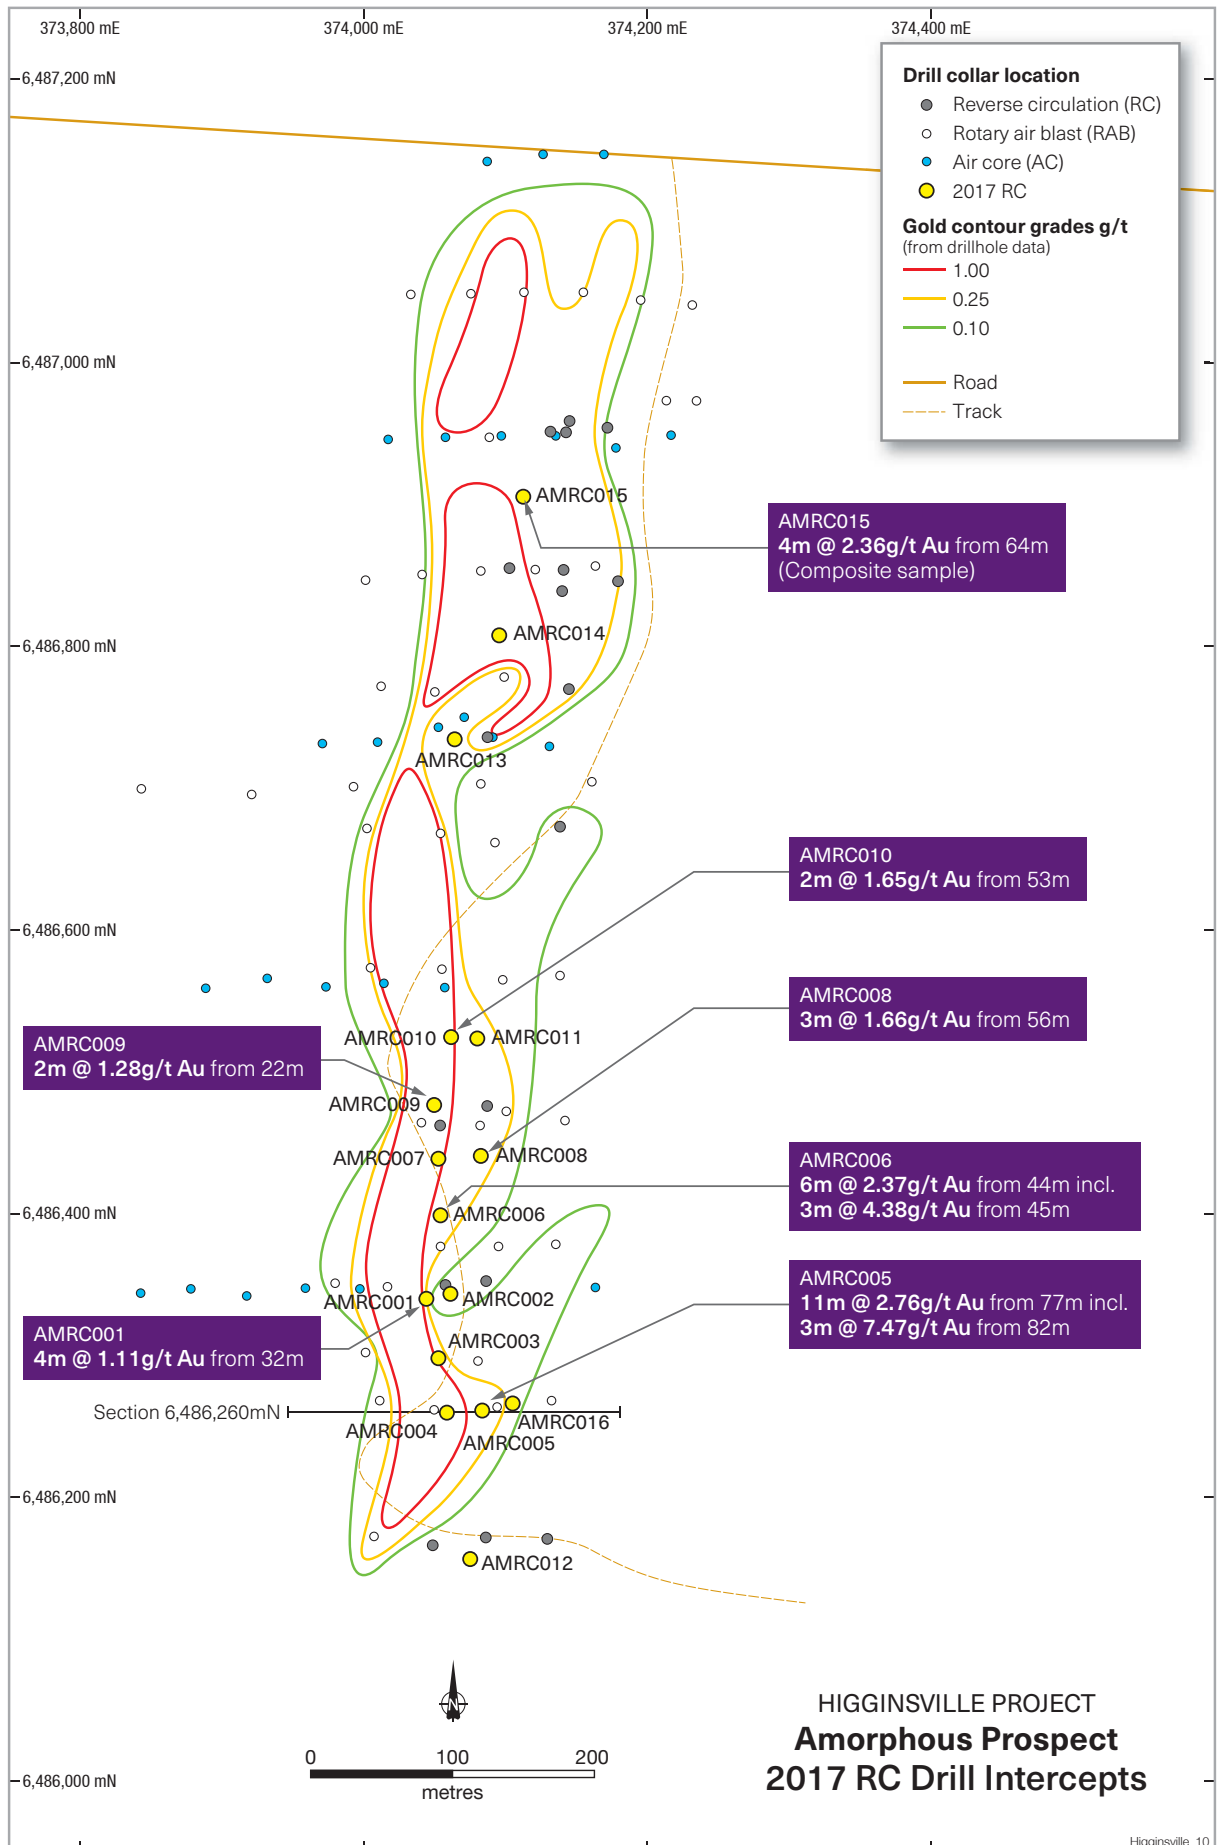 373,800 mE
374,000 mE
374,200 mE
374,400 mE
6,487,200 mN
Drill collar location
Reverse circulation (RC)
Rotary air blast (RAB)
Air core (AC)
2017 RC
Gold contour grades g/t
(from drillhole data)
1.00
0.25
0.10
Road
Track
6,487,000 mN
AMRC015
AMRC015
4m @ 2.36g/t Au from 64m
(Composite sample)
AMRC014
6,486,800 mN
AMRC013
AMRC010
2m @ 1.65g/t Au from 53m
6,486,600 mN
AMRC008
3m @ 1.66g/t Au from 56m
AMRC010
AMRC011
AMRC009
2m @ 1.28g/t Au from 22m
AMRC009
AMRC007
AMRC008
AMRC006
6m @ 2.37g/t Au from 44m incl.
3m @ 4.38g/t Au from 45m
6,486,400 mN
AMRC006
AMRC005
11m @ 2.76g/t Au from 77m incl.
3m @ 7.47g/t Au from 82m
AMRC001
AMRC002
AMRC001
4m @ 1.11g/t Au from 32m
AMRC003
Section 6,486,260mN
AMRC016
AMRC004
AMRC005
6,486,200 mN
AMRC012
N
HIGGINSVILLE PROJECT
Amorphous Prospect
2017 RC Drill Intercepts
0 100 200
metres
6,486,000 mN
Higginsville_10